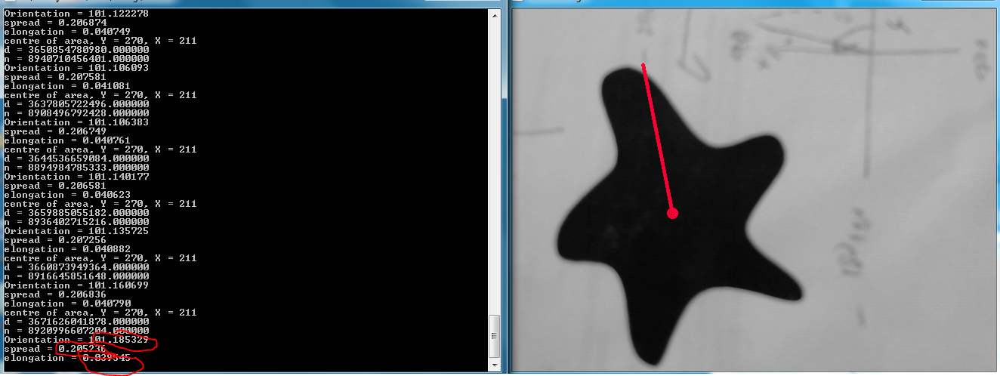 Orientation = 101.122278
spread = 0.206874
elongation = 0.040749
centre of area, Y = 270, X = 211
d = 3650854780980.000000
n = 8940710456401.000000
Orientation = 101.106093
spread = 0.207581
elongation = 0.041081
centre of area, Y = 270, X = 211
d = 3637805722496.000000
n = 8908496792428.000000
Orientation = 101.106383
spread = 0.206749
elongation = 0.040761
centre of area, Y = 270, X = 211
d = 3644536659084.000000
n = 8894984785333.000000
Orientation = 101.140177
spread = 0.206581
elongation = 0.040623
centre of area, Y = 270, X = 211
d = 3659885055182.000000
n = 8936402715216.000000
Orientation = 101.135725
spread = 0.207256
elongation = 0.040882
centre of area, Y = 270, X = 211
d = 3660873949364.000000
n = 8916645851648.000000
Orientation = 101.160699
spread = 0.206836
elongation = 0.040790
centre of area, Y = 270, X = 211
d = 3671626041878.000000
n = 8920996607204.000000
Orientation = 101.185329
spread = 0.205236
elongation = 0.039545